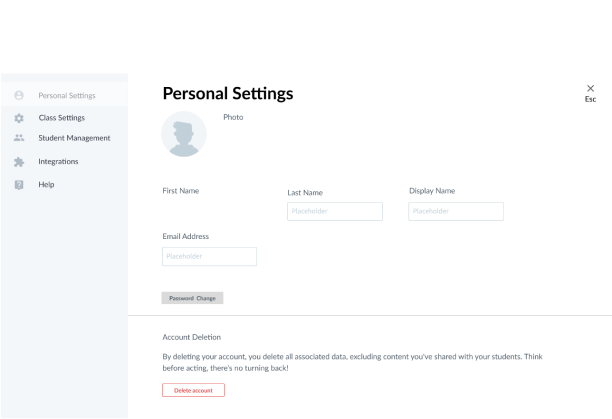 Personal Settings
Class Settings
Student Management
Integrations
Help
Personal Settings
Esc
Photo
First Name
Last Name
Display Name
Placeholder
Placeholder
Email Address
Placeholder
Password Change
Account Deletion
By deleting your account, you delete all associated data, excluding content you've shared with your students. Think
before acting, there's no turning back!
Delete account